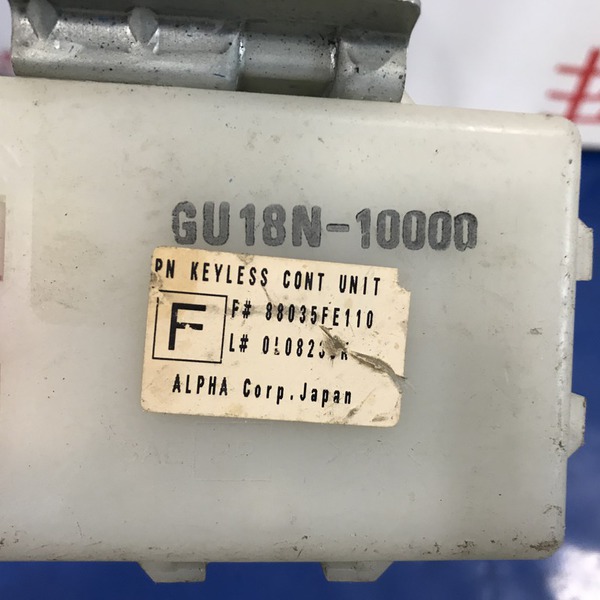 GU18N-10000
PN KEYLESS CONT UNIT
F
F# 88035FE110
L#
ALPHA Corp.Japan